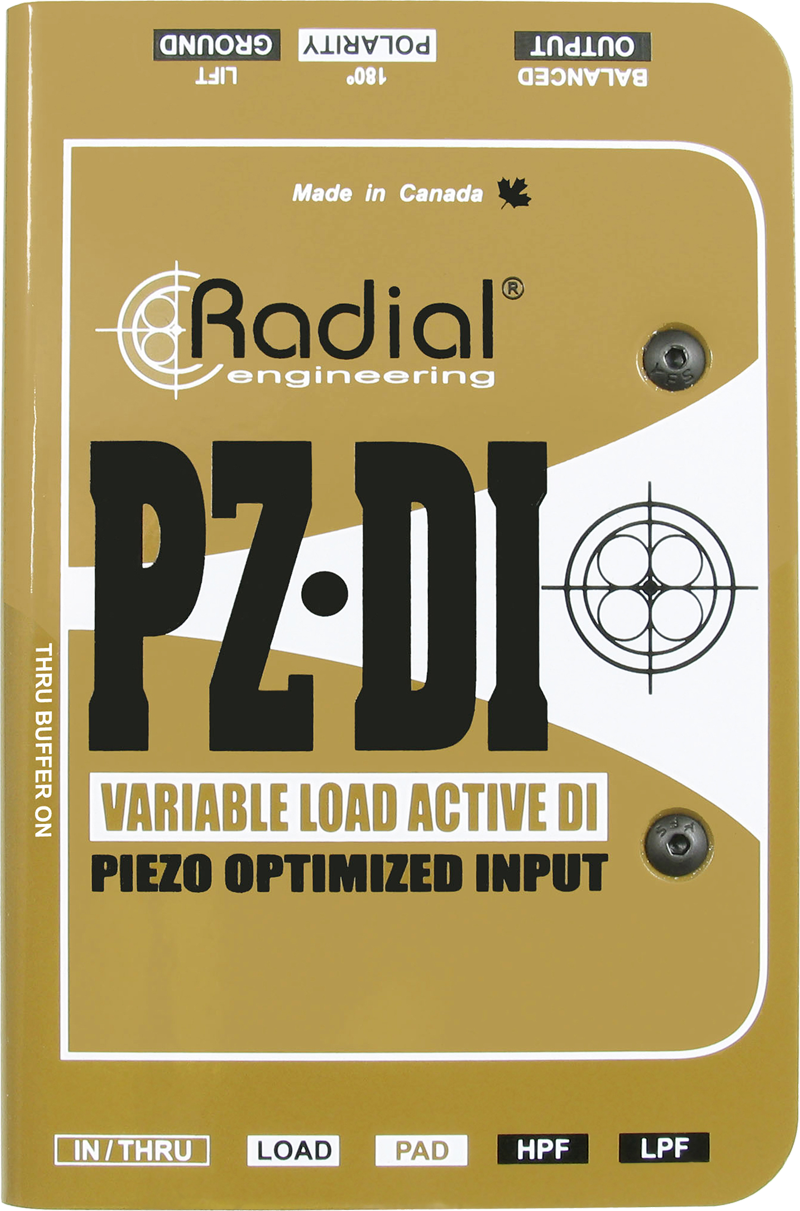 GROUND
LIFT
POLARITY
180°
OUTPUT
BALANCED
Made in Canada
Radial®
engineering
PZ·DI
VARIABLE LOAD ACTIVE DI
PIEZO OPTIMIZED INPUT
THRU BUFFER ON
IN / THRU
LOAD
PAD
HPF
LPF